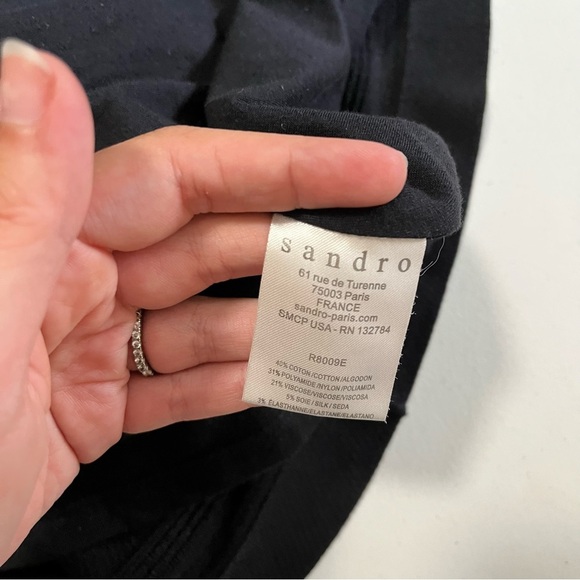 sandro
61 rue de Turenne
75003 Paris
FRANCE
sandro-paris.com
SMCP USA - RN 132784
R8009E
40% COTON/COTTON/ALGODON
31% POLYAMIDE/NYLON/POLIAMIDA
21% VISCOSE/VISCOSE/VISCOSA
5% SOIE/SILK/SEDA
3% ELASTHANNE/ELASTANE/ELASTANO